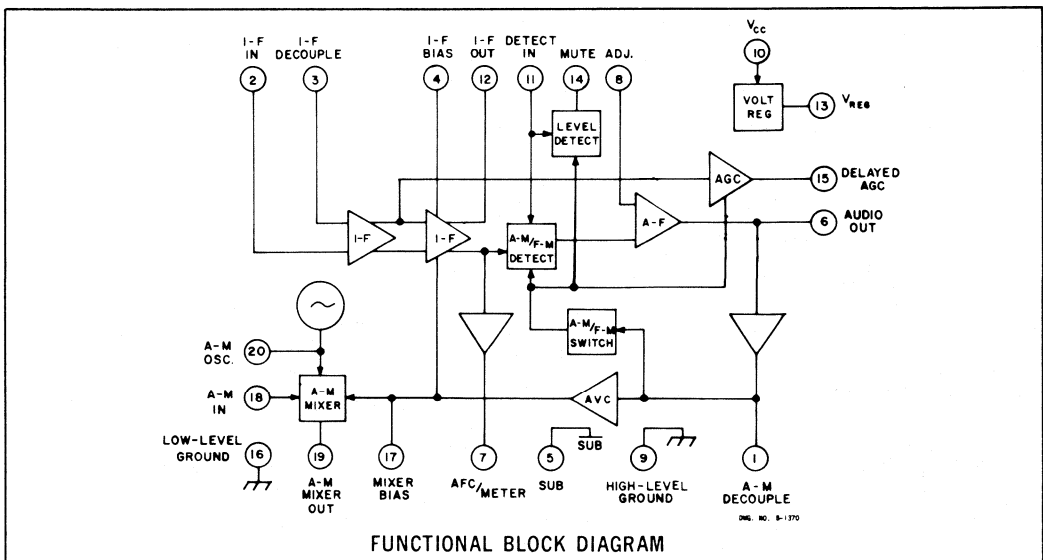 I-F IN
2
I-F DECOUPLE
3
I-F BIAS
4
I-F OUT
12
DETECT IN
11
MUTE
14
ADJ.
8
VCC
10
VOLT REG
13
VREG
LEVEL DETECT
AGC
15
DELAYED AGC
I-F
I-F
A-M/F-M DETECT
A-F
6
AUDIO OUT
A-M/F-M SWITCH
A-M OSC.
20
A-M IN
18
A-M MIXER
AVC
LOW-LEVEL GROUND
16
19
A-M MIXER OUT
17
MIXER BIAS
7
AFC/METER
5
SUB
SUB
9
HIGH-LEVEL GROUND
1
A-M DECOUPLE
DWG. NO. B-1370
FUNCTIONAL BLOCK DIAGRAM